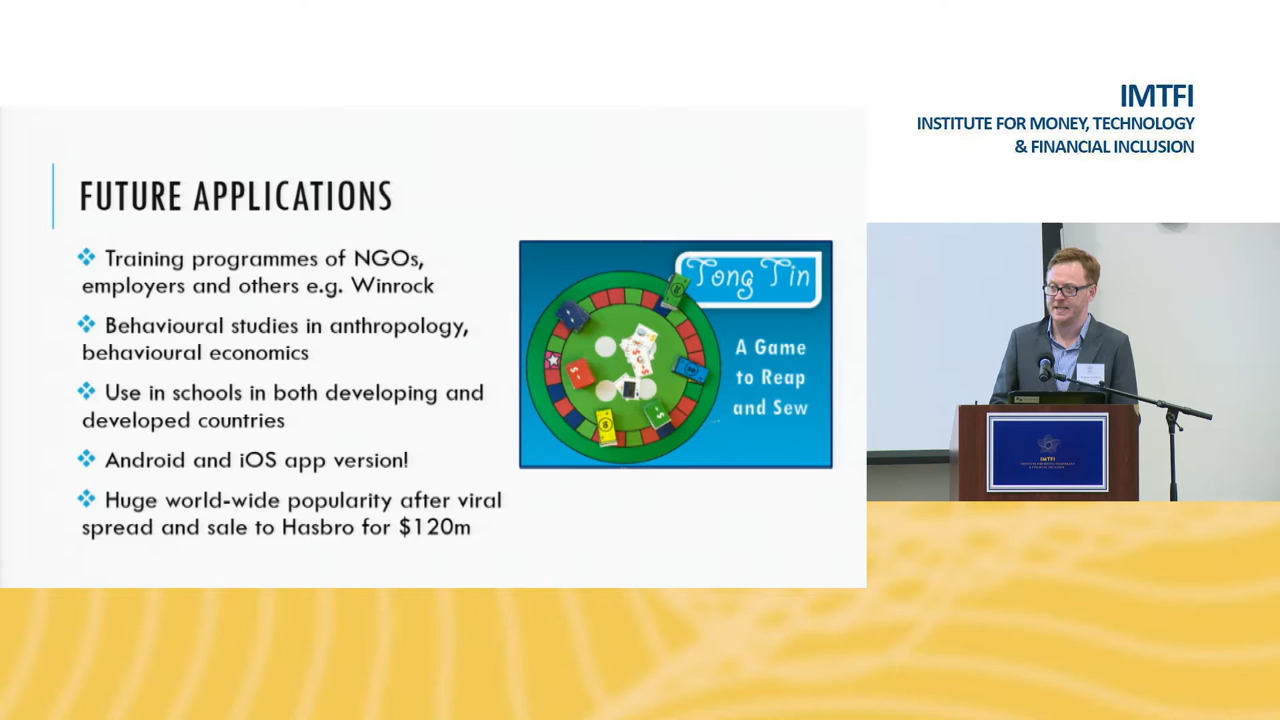 IMTFI
INSTITUTE FOR MONEY, TECHNOLOGY
& FINANCIAL INCLUSION
FUTURE APPLICATIONS
❖ Training programmes of NGOs,
employers and others e.g. Winrock
❖ Behavioural studies in anthropology,
behavioural economics
❖ Use in schools in both developing and
developed countries
❖ Android and iOS app version!
❖ Huge world-wide popularity after viral
spread and sale to Hasbro for $120m
Tong Tin
A Game
to Reap
and Sew
IMTFI